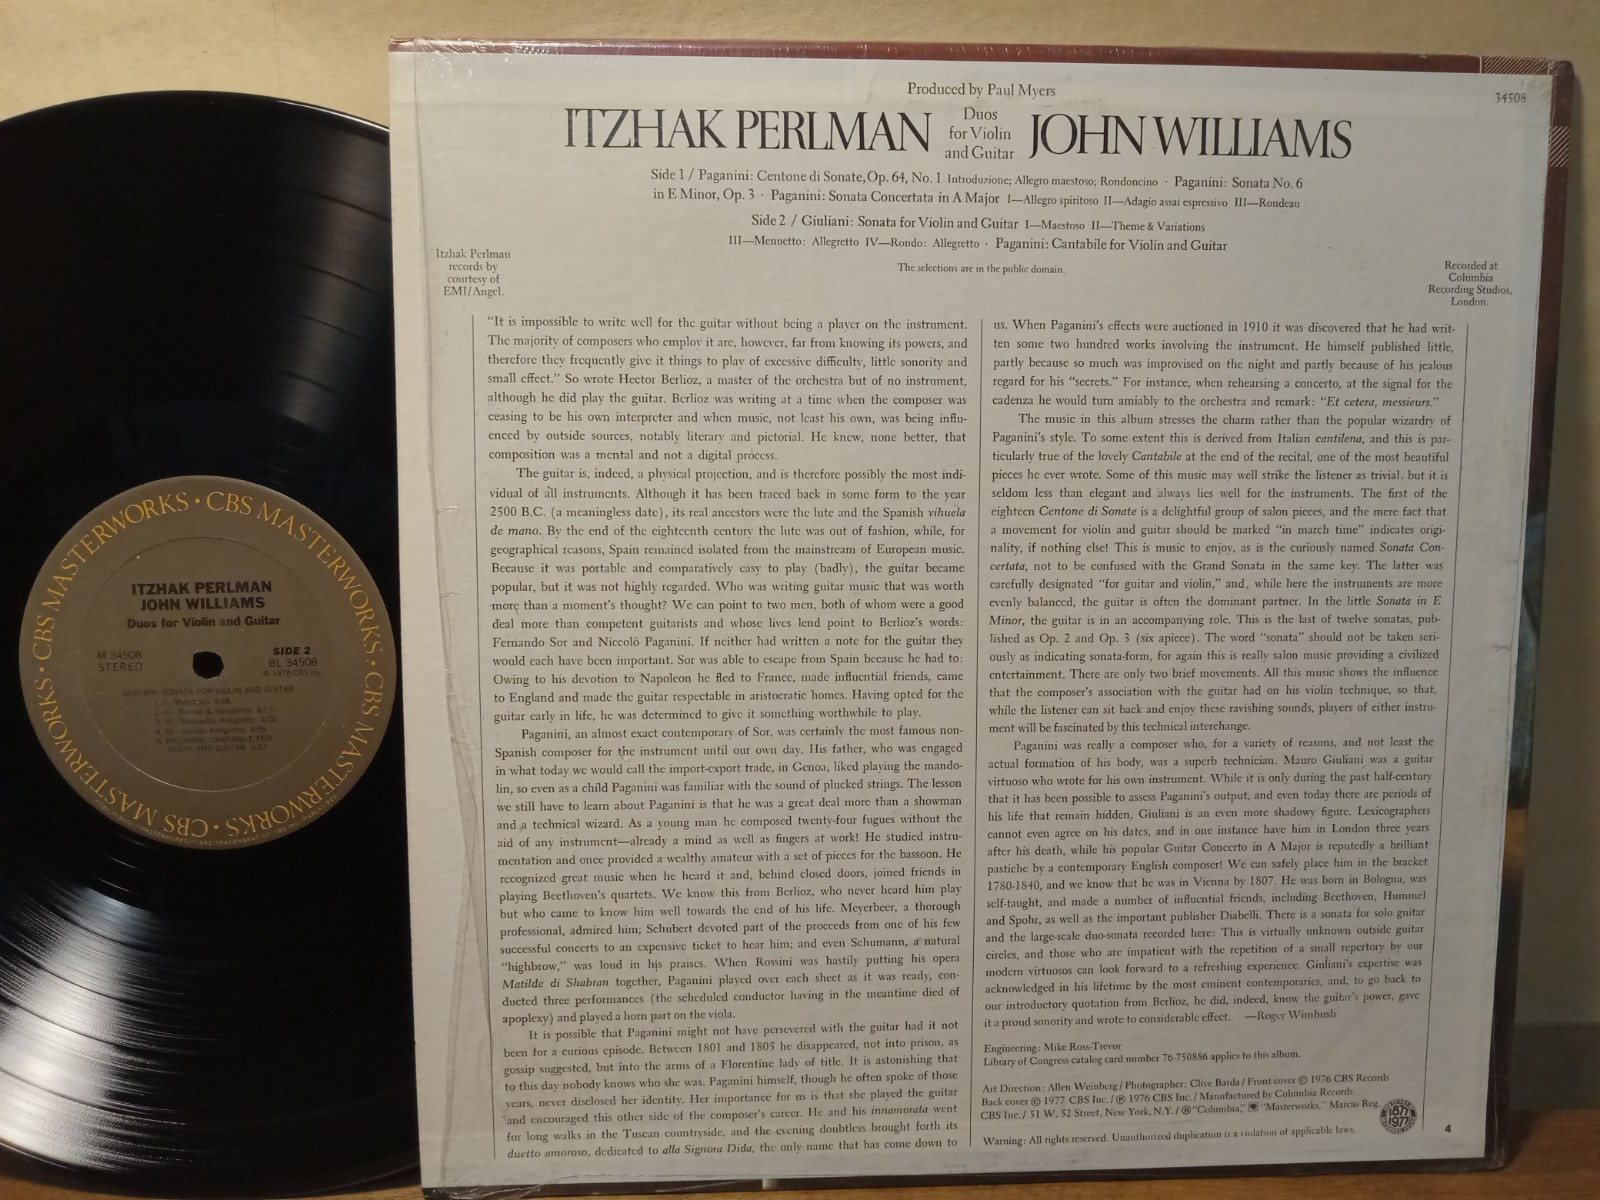 CBS MASTERWORKS · CBS MASTERWORKS · CBS MASTERWORKS · CBS MASTERWORKS ·
ITZHAK PERLMAN
JOHN WILLIAMS
Duos for Violin and Guitar
M 34508
STEREO
SIDE 2
BL 34508
℗ 1976 CBS Inc.
GIULIANI: SONATA FOR VIOLIN AND GUITAR
1. I - Maestoso 6:48
2. II - Theme & Variations 6:13
3. III - Menuetto: Allegretto 4:02
4. IV - Rondo: Allegretto 4:56
5. PAGANINI: CANTABILE FOR
VIOLIN AND GUITAR
Produced by Paul Myers
34508
ITZHAK PERLMAN Duos for Violin and Guitar JOHN WILLIAMS
Side 1 / Paganini: Centone di Sonate, Op. 64, No. 1 Introduzione; Allegro maestoso; Rondoncino · Paganini: Sonata No. 6
in E Minor, Op. 3 · Paganini: Sonata Concertata in A Major I—Allegro spiritoso II—Adagio assai espressivo III—Rondeau
Side 2 / Giuliani: Sonata for Violin and Guitar I—Maestoso II—Theme & Variations
III—Menuetto: Allegretto IV—Rondo: Allegretto · Paganini: Cantabile for Violin and Guitar
The selections are in the public domain.
Itzhak Perlman
records by
courtesy of
EMI/Angel.
Recorded at
Columbia
Recording Studios,
London.
"It is impossible to write well for the guitar without being a player on the instrument.
The majority of composers who employ it are, however, far from knowing its powers, and
therefore they frequently give it things to play of excessive difficulty, little sonority and
small effect." So wrote Hector Berlioz, a master of the orchestra but of no instrument,
although he did play the guitar. Berlioz was writing at a time when the composer was
ceasing to be his own interpreter and when music, not least his own, was being influ-
enced by outside sources, notably literary and pictorial. He knew, none better, that
composition was a mental and not a digital process.
The guitar is, indeed, a physical projection, and is therefore possibly the most indi-
vidual of all instruments. Although it has been traced back in some form to the year
2500 B.C. (a meaningless date), its real ancestors were the lute and the Spanish vihuela
de mano. By the end of the eighteenth century the lute was out of fashion, while, for
geographical reasons, Spain remained isolated from the mainstream of European music.
Because it was portable and comparatively easy to play (badly), the guitar became
popular, but it was not highly regarded. Who was writing guitar music that was worth
more than a moment's thought? We can point to two men, both of whom were a good
deal more than competent guitarists and whose lives lend point to Berlioz's words:
Fernando Sor and Niccolò Paganini. If neither had written a note for the guitar they
would each have been important. Sor was able to escape from Spain because he had to:
Owing to his devotion to Napoleon he fled to France, made influential friends, came
to England and made the guitar respectable in aristocratic homes. Having opted for the
guitar early in life, he was determined to give it something worthwhile to play.
Paganini, an almost exact contemporary of Sor, was certainly the most famous non-
Spanish composer for the instrument until our own day. His father, who was engaged
in what today we would call the import-export trade, in Genoa, liked playing the mando-
lin, so even as a child Paganini was familiar with the sound of plucked strings. The lesson
we still have to learn about Paganini is that he was a great deal more than a showman
and a technical wizard. As a young man he composed twenty-four fugues without the
aid of any instrument—already a mind as well as fingers at work! He studied instru-
mentation and once provided a wealthy amateur with a set of pieces for the bassoon. He
recognized great music when he heard it and, behind closed doors, joined friends in
playing Beethoven's quartets. We know this from Berlioz, who never heard him play
but who came to know him well towards the end of his life. Meyerbeer, a thorough
professional, admired him; Schubert devoted part of the proceeds from one of his few
successful concerts to an expensive ticket to hear him; and even Schumann, a natural
"highbrow," was loud in his praises. When Rossini was hastily putting his opera
Matilde di Shabran together, Paganini played over each sheet as it was ready, con-
ducted three performances (the scheduled conductor having in the meantime died of
apoplexy) and played a horn part on the viola.
It is possible that Paganini might not have persevered with the guitar had it not
been for a curious episode. Between 1801 and 1805 he disappeared, not into prison, as
gossip suggested, but into the arms of a Florentine lady of title. It is astonishing that
to this day nobody knows who she was. Paganini himself, though he often spoke of those
years, never disclosed her identity. Her importance for us is that she played the guitar
and encouraged this other side of the composer's career. He and his innamorata went
for long walks in the Tuscan countryside, and the evening doubtless brought forth its
duetto amoroso, dedicated to alla Signora Dida, the only name that has come down to
us. When Paganini's effects were auctioned in 1910 it was discovered that he had writ-
ten some two hundred works involving the instrument. He himself published little,
partly because so much was improvised on the night and partly because of his jealous
regard for his "secrets." For instance, when rehearsing a concerto, at the signal for the
cadenza he would turn amiably to the orchestra and remark: "Et cetera, messieurs."
The music in this album stresses the charm rather than the popular wizardry of
Paganini's style. To some extent this is derived from Italian cantilena, and this is par-
ticularly true of the lovely Cantabile at the end of the recital, one of the most beautiful
pieces he ever wrote. Some of this music may well strike the listener as trivial, but it is
seldom less than elegant and always lies well for the instruments. The first of the
eighteen Centone di Sonate is a delightful group of salon pieces, and the mere fact that
a movement for violin and guitar should be marked "in march time" indicates origi-
nality, if nothing else! This is music to enjoy, as is the curiously named Sonata Con-
certata, not to be confused with the Grand Sonata in the same key. The latter was
carefully designated "for guitar and violin," and, while here the instruments are more
evenly balanced, the guitar is often the dominant partner. In the little Sonata in E
Minor, the guitar is in an accompanying role. This is the last of twelve sonatas, pub-
lished as Op. 2 and Op. 3 (six apiece). The word "sonata" should not be taken seri-
ously as indicating sonata-form, for again this is really salon music providing a civilized
entertainment. There are only two brief movements. All this music shows the influence
that the composer's association with the guitar had on his violin technique, so that,
while the listener can sit back and enjoy these ravishing sounds, players of either instru-
ment will be fascinated by this technical interchange.
Paganini was really a composer who, for a variety of reasons, and not least the
actual formation of his body, was a superb technician. Mauro Giuliani was a guitar
virtuoso who wrote for his own instrument. While it is only during the past half-century
that it has been possible to assess Paganini's output, and even today there are periods of
his life that remain hidden, Giuliani is an even more shadowy figure. Lexicographers
cannot even agree on his dates, and in one instance have him in London three years
after his death, while his popular Guitar Concerto in A Major is reputedly a brilliant
pastiche by a contemporary English composer! We can safely place him in the bracket
1780-1840, and we know that he was in Vienna by 1807. He was born in Bologna, was
self-taught, and made a number of influential friends, including Beethoven, Hummel
and Spohr, as well as the important publisher Diabelli. There is a sonata for solo guitar
and the large-scale duo-sonata recorded here: This is virtually unknown outside guitar
circles, and those who are impatient with the repetition of a small repertory by our
modern virtuosos can look forward to a refreshing experience. Giuliani's expertise was
acknowledged in his lifetime by the most eminent contemporaries, and, to go back to
our introductory quotation from Berlioz, he did, indeed, know the guitar's power, gave
it a proud sonority and wrote to considerable effect. —Roger Wimbush
Engineering: Mike Ross-Trevor
Library of Congress catalog card number 76-750886 applies to this album.
Art Direction: Allen Weinberg / Photographer: Clive Barda / Front cover © 1976 CBS Records
Back cover © 1977 CBS Inc. / ℗ 1976 CBS Inc. / Manufactured by Columbia Records
CBS Inc. / 51 W. 52 Street, New York, N.Y. / ® "Columbia," "Masterworks," Marcas Reg.
1877
1977
Warning: All rights reserved. Unauthorized duplication is a violation of applicable laws.
4